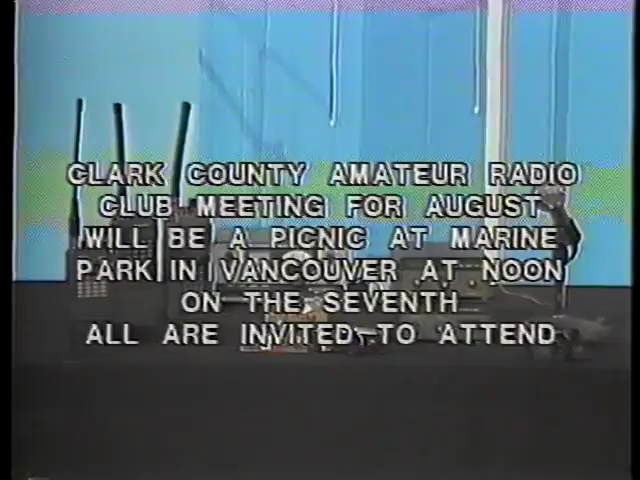 CLARK COUNTY AMATEUR RADIO
CLUB MEETING FOR AUGUST
WILL BE A PICNIC AT MARINE
PARK IN VANCOUVER AT NOON
ON THE SEVENTH
ALL ARE INVITED TO ATTEND